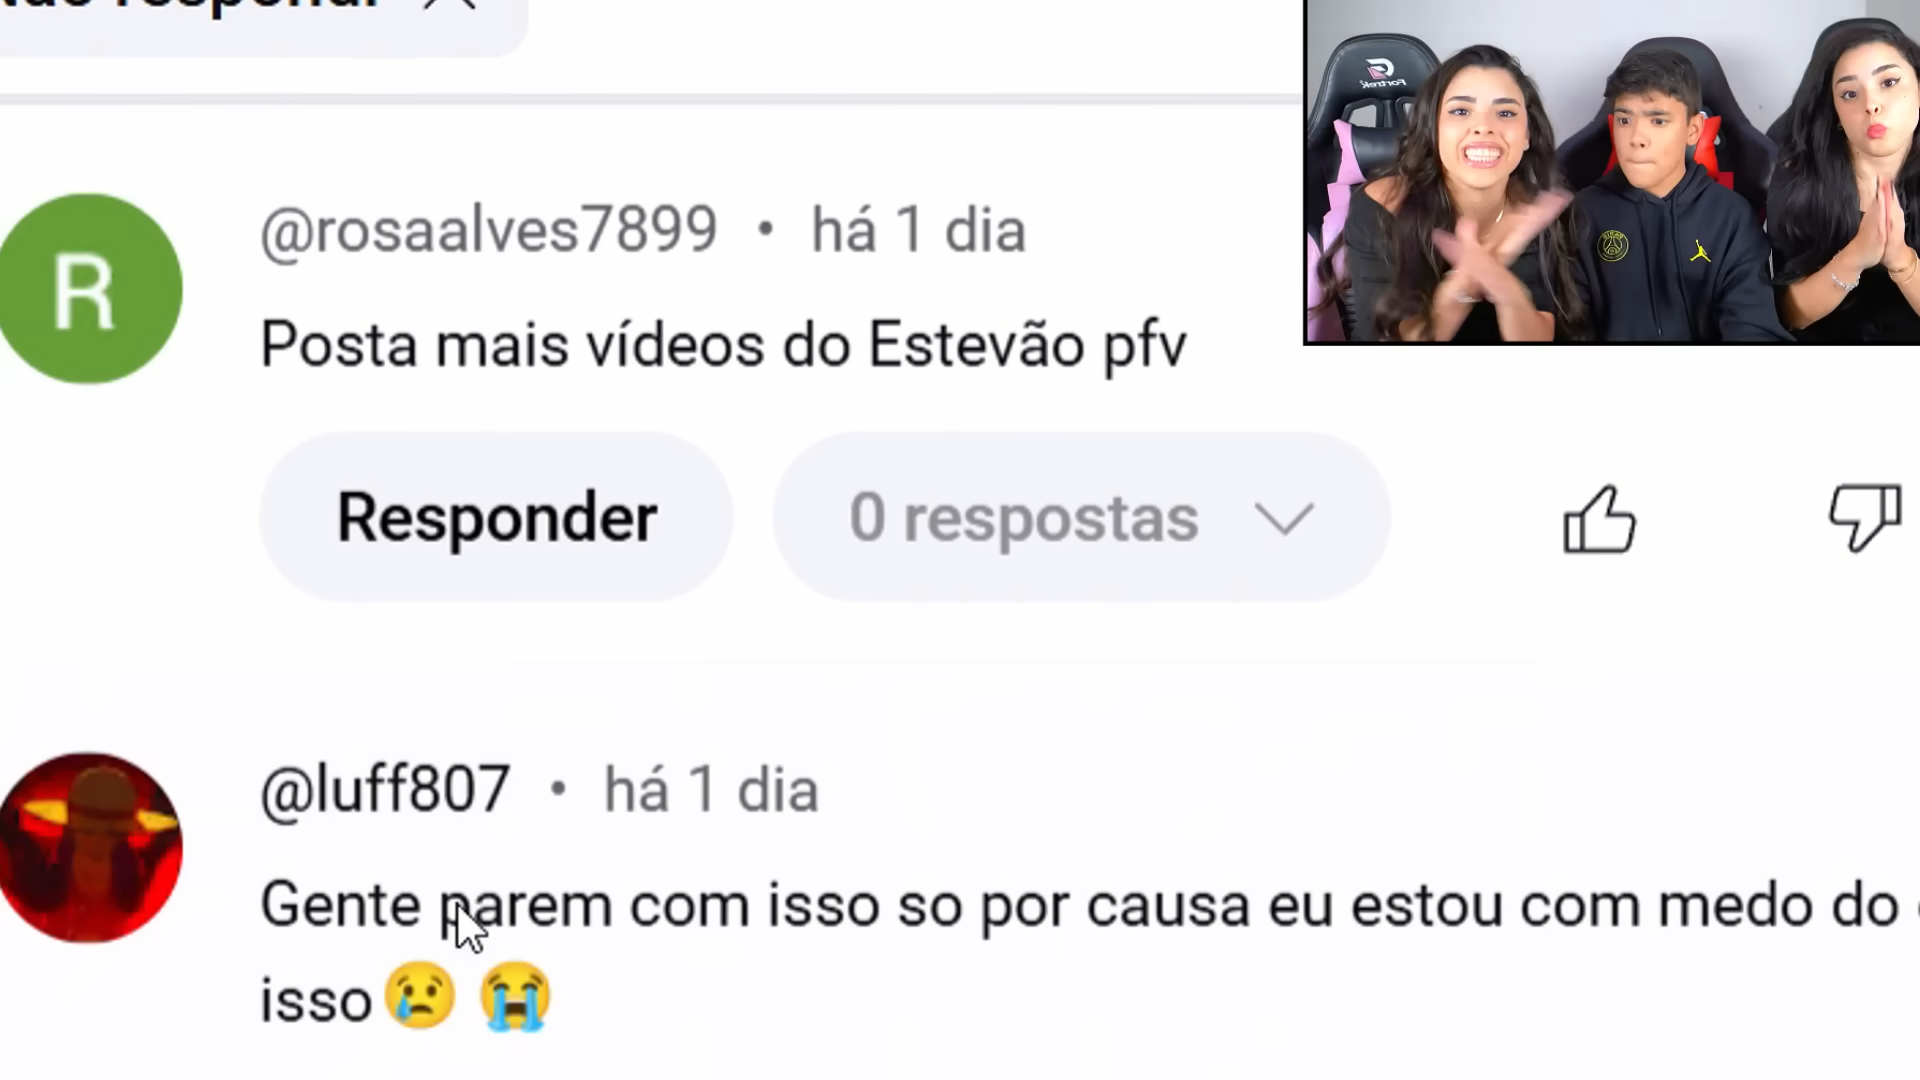 @rosaalves7899 • há 1 dia
Posta mais vídeos do Estevão pfv
Responder
0 respostas
@luff807 • há 1 dia
Gente parem com isso so por causa eu estou com medo do
isso😢 😭
R
Fortrek